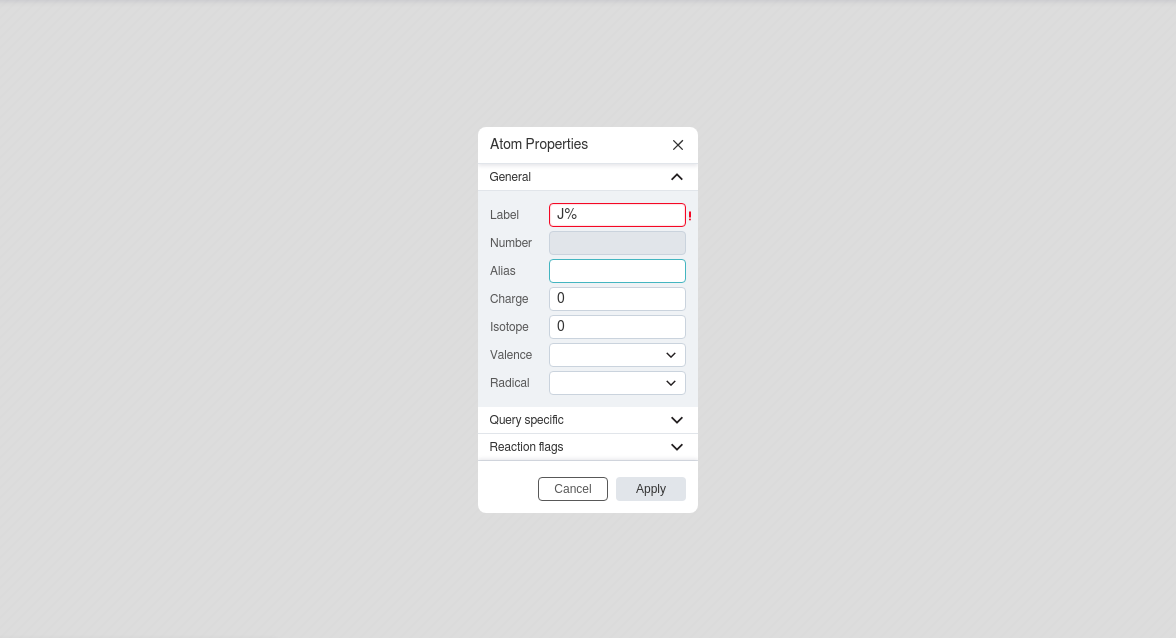 Atom Properties
General
Label J% !
Number
Alias
Charge 0
Isotope 0
Valence
Radical
Query specific
Reaction flags
Cancel Apply